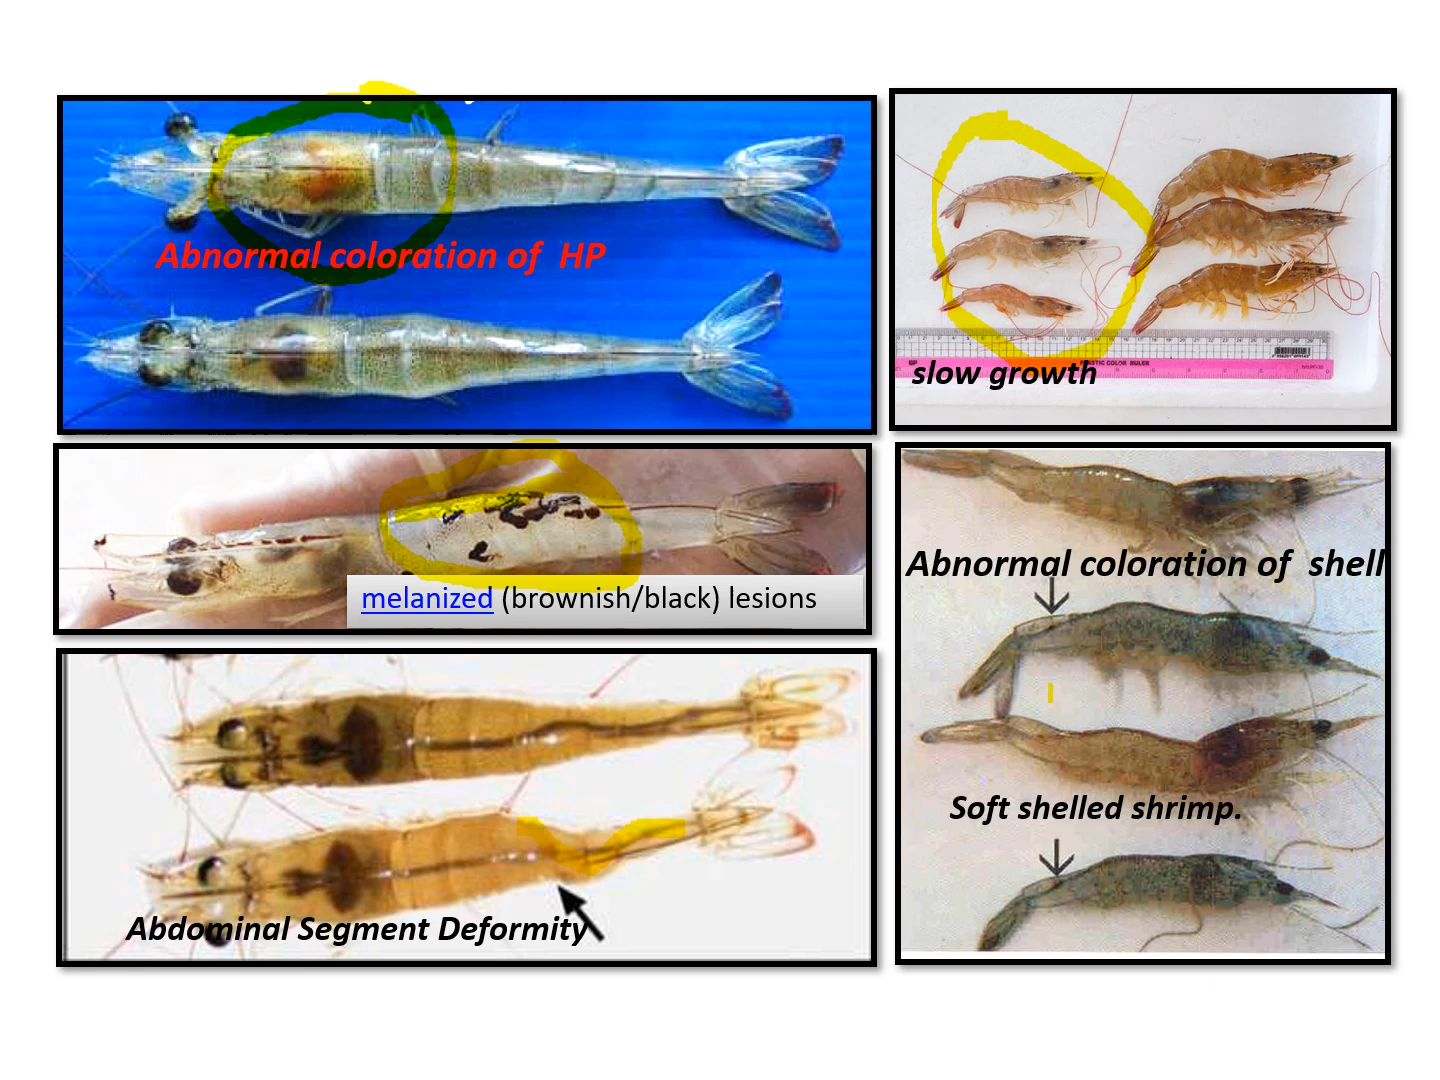 Abnormal coloration of HP
slow growth
melanized (brownish/black) lesions
Abnormal coloration of shell
Soft shelled shrimp.
Abdominal Segment Deformity